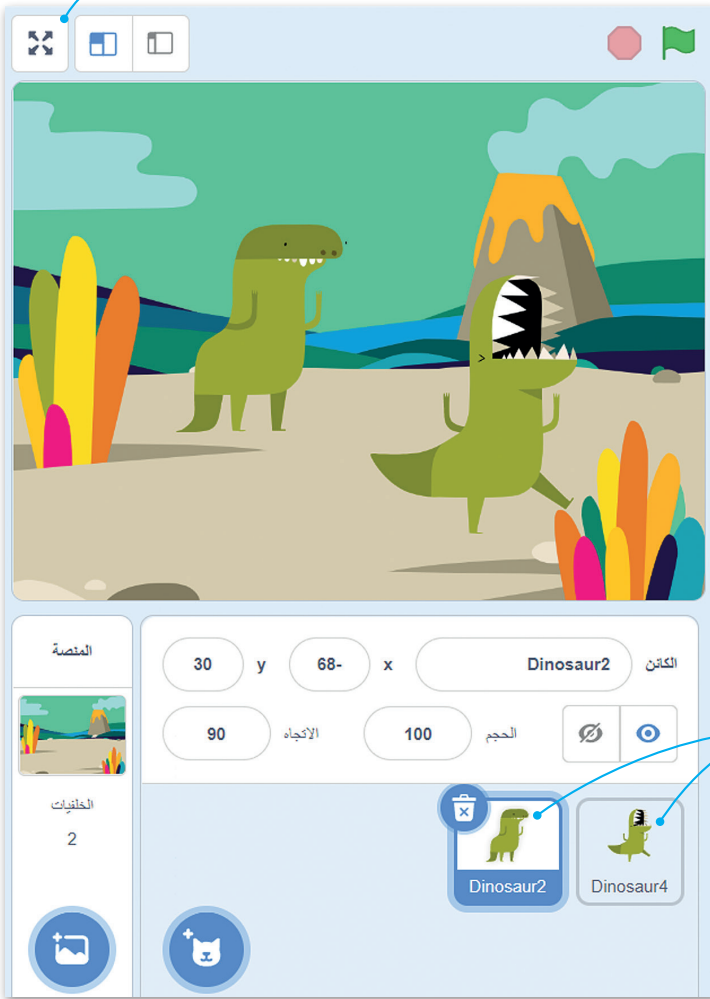 الكائن Dinosaur2 x 68- y 30
الحجم 100 الاتجاه 90
Dinosaur4 Dinosaur2
المنصة
الخلفيات
2